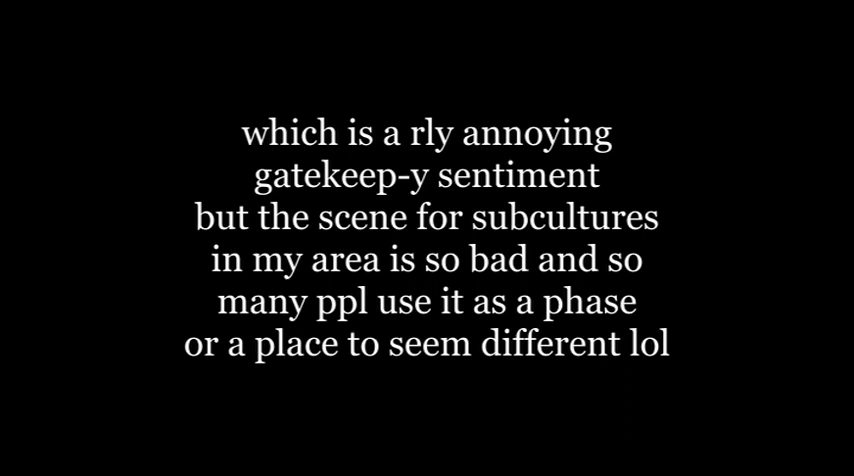 which is a rly annoying
gatekeep-y sentiment
but the scene for subcultures
in my area is so bad and so
many ppl use it as a phase
or a place to seem different lol